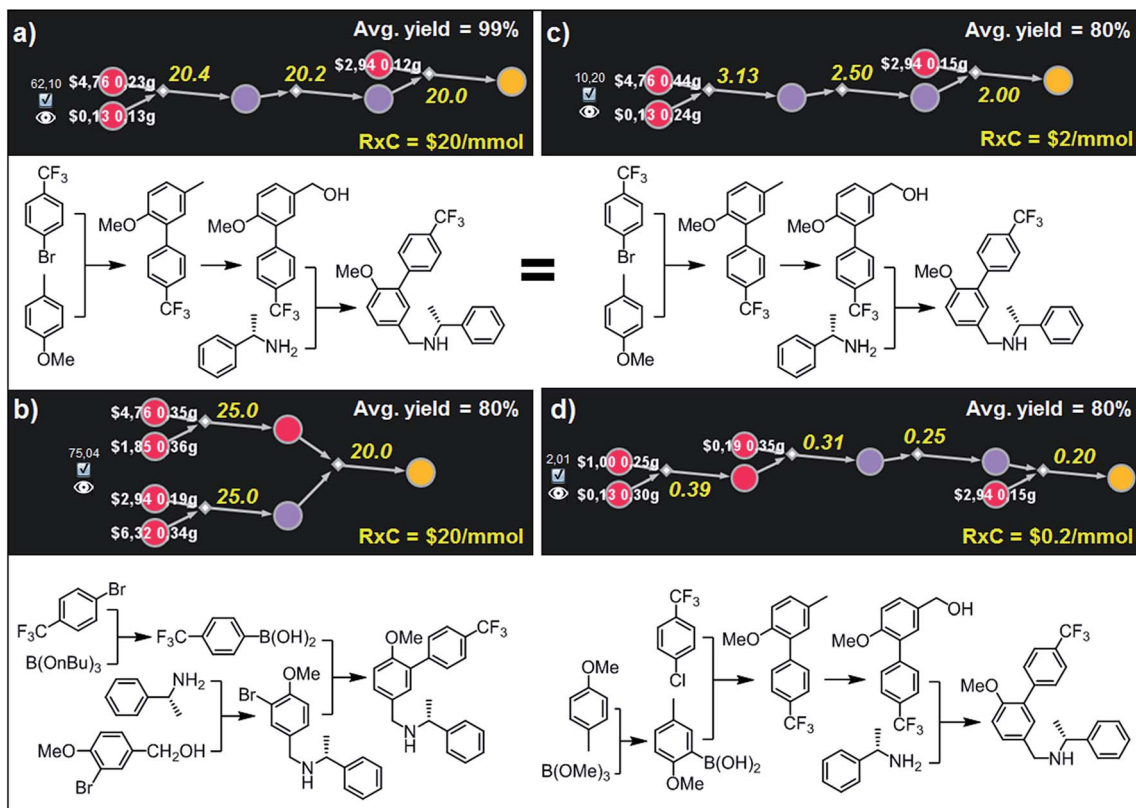 a)
Avg. yield = 99%
62,10
$4,76 0.23g
20.4
20.2
$2,94 0.12g
$0,13 0.13g
20.0
RxC = $20/mmol
CF3
Br
OMe
MeO
CF3
OH
MeO
CF3
NH2
CF3
MeO
NH
=
c)
Avg. yield = 80%
10,20
$4,76 0.44g
3.13
2.50
$2,94 0.15g
$0,13 0.24g
2.00
RxC = $2/mmol
CF3
Br
OMe
MeO
CF3
OH
MeO
CF3
NH2
CF3
MeO
NH
b)
Avg. yield = 80%
75,04
$4,76 0.35g
25.0
$1,85 0.36g
20.0
$2,94 0.19g
25.0
$6,32 0.34g
RxC = $20/mmol
Br
F3C
B(OnBu)3
F3C
B(OH)2
NH2
MeO
Br
CH2OH
OMe
Br
NH
MeO
CF3
NH
d)
Avg. yield = 80%
2,01
$1,00 0.25g
$0,19 0.35g
0.31
0.25
$0,13 0.30g
0.39
$2,94 0.15g
0.20
RxC = $0.2/mmol
CF3
Cl
OMe
B(OMe)3
B(OH)2
OMe
MeO
CF3
OH
MeO
CF3
NH2
CF3
MeO
NH